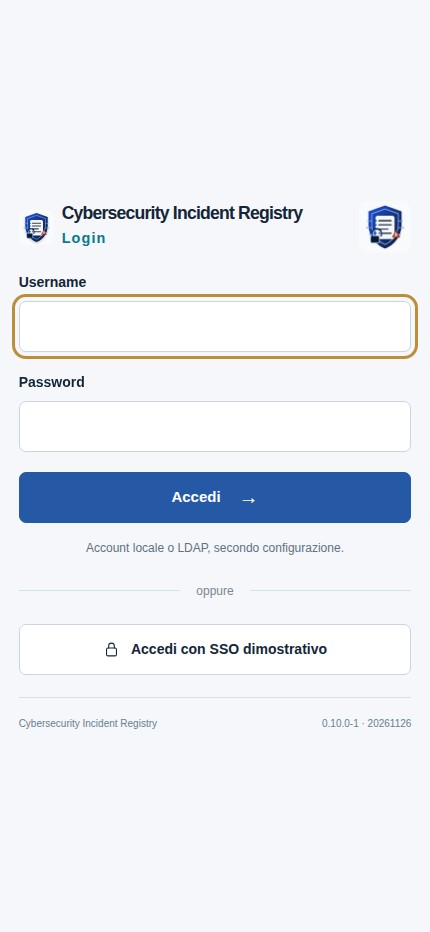 Cybersecurity Incident Registry
Login
Username
Password
Accedi →
Account locale o LDAP, secondo configurazione.
oppure
Accedi con SSO dimostrativo
Cybersecurity Incident Registry
0.10.0-1 · 20261126